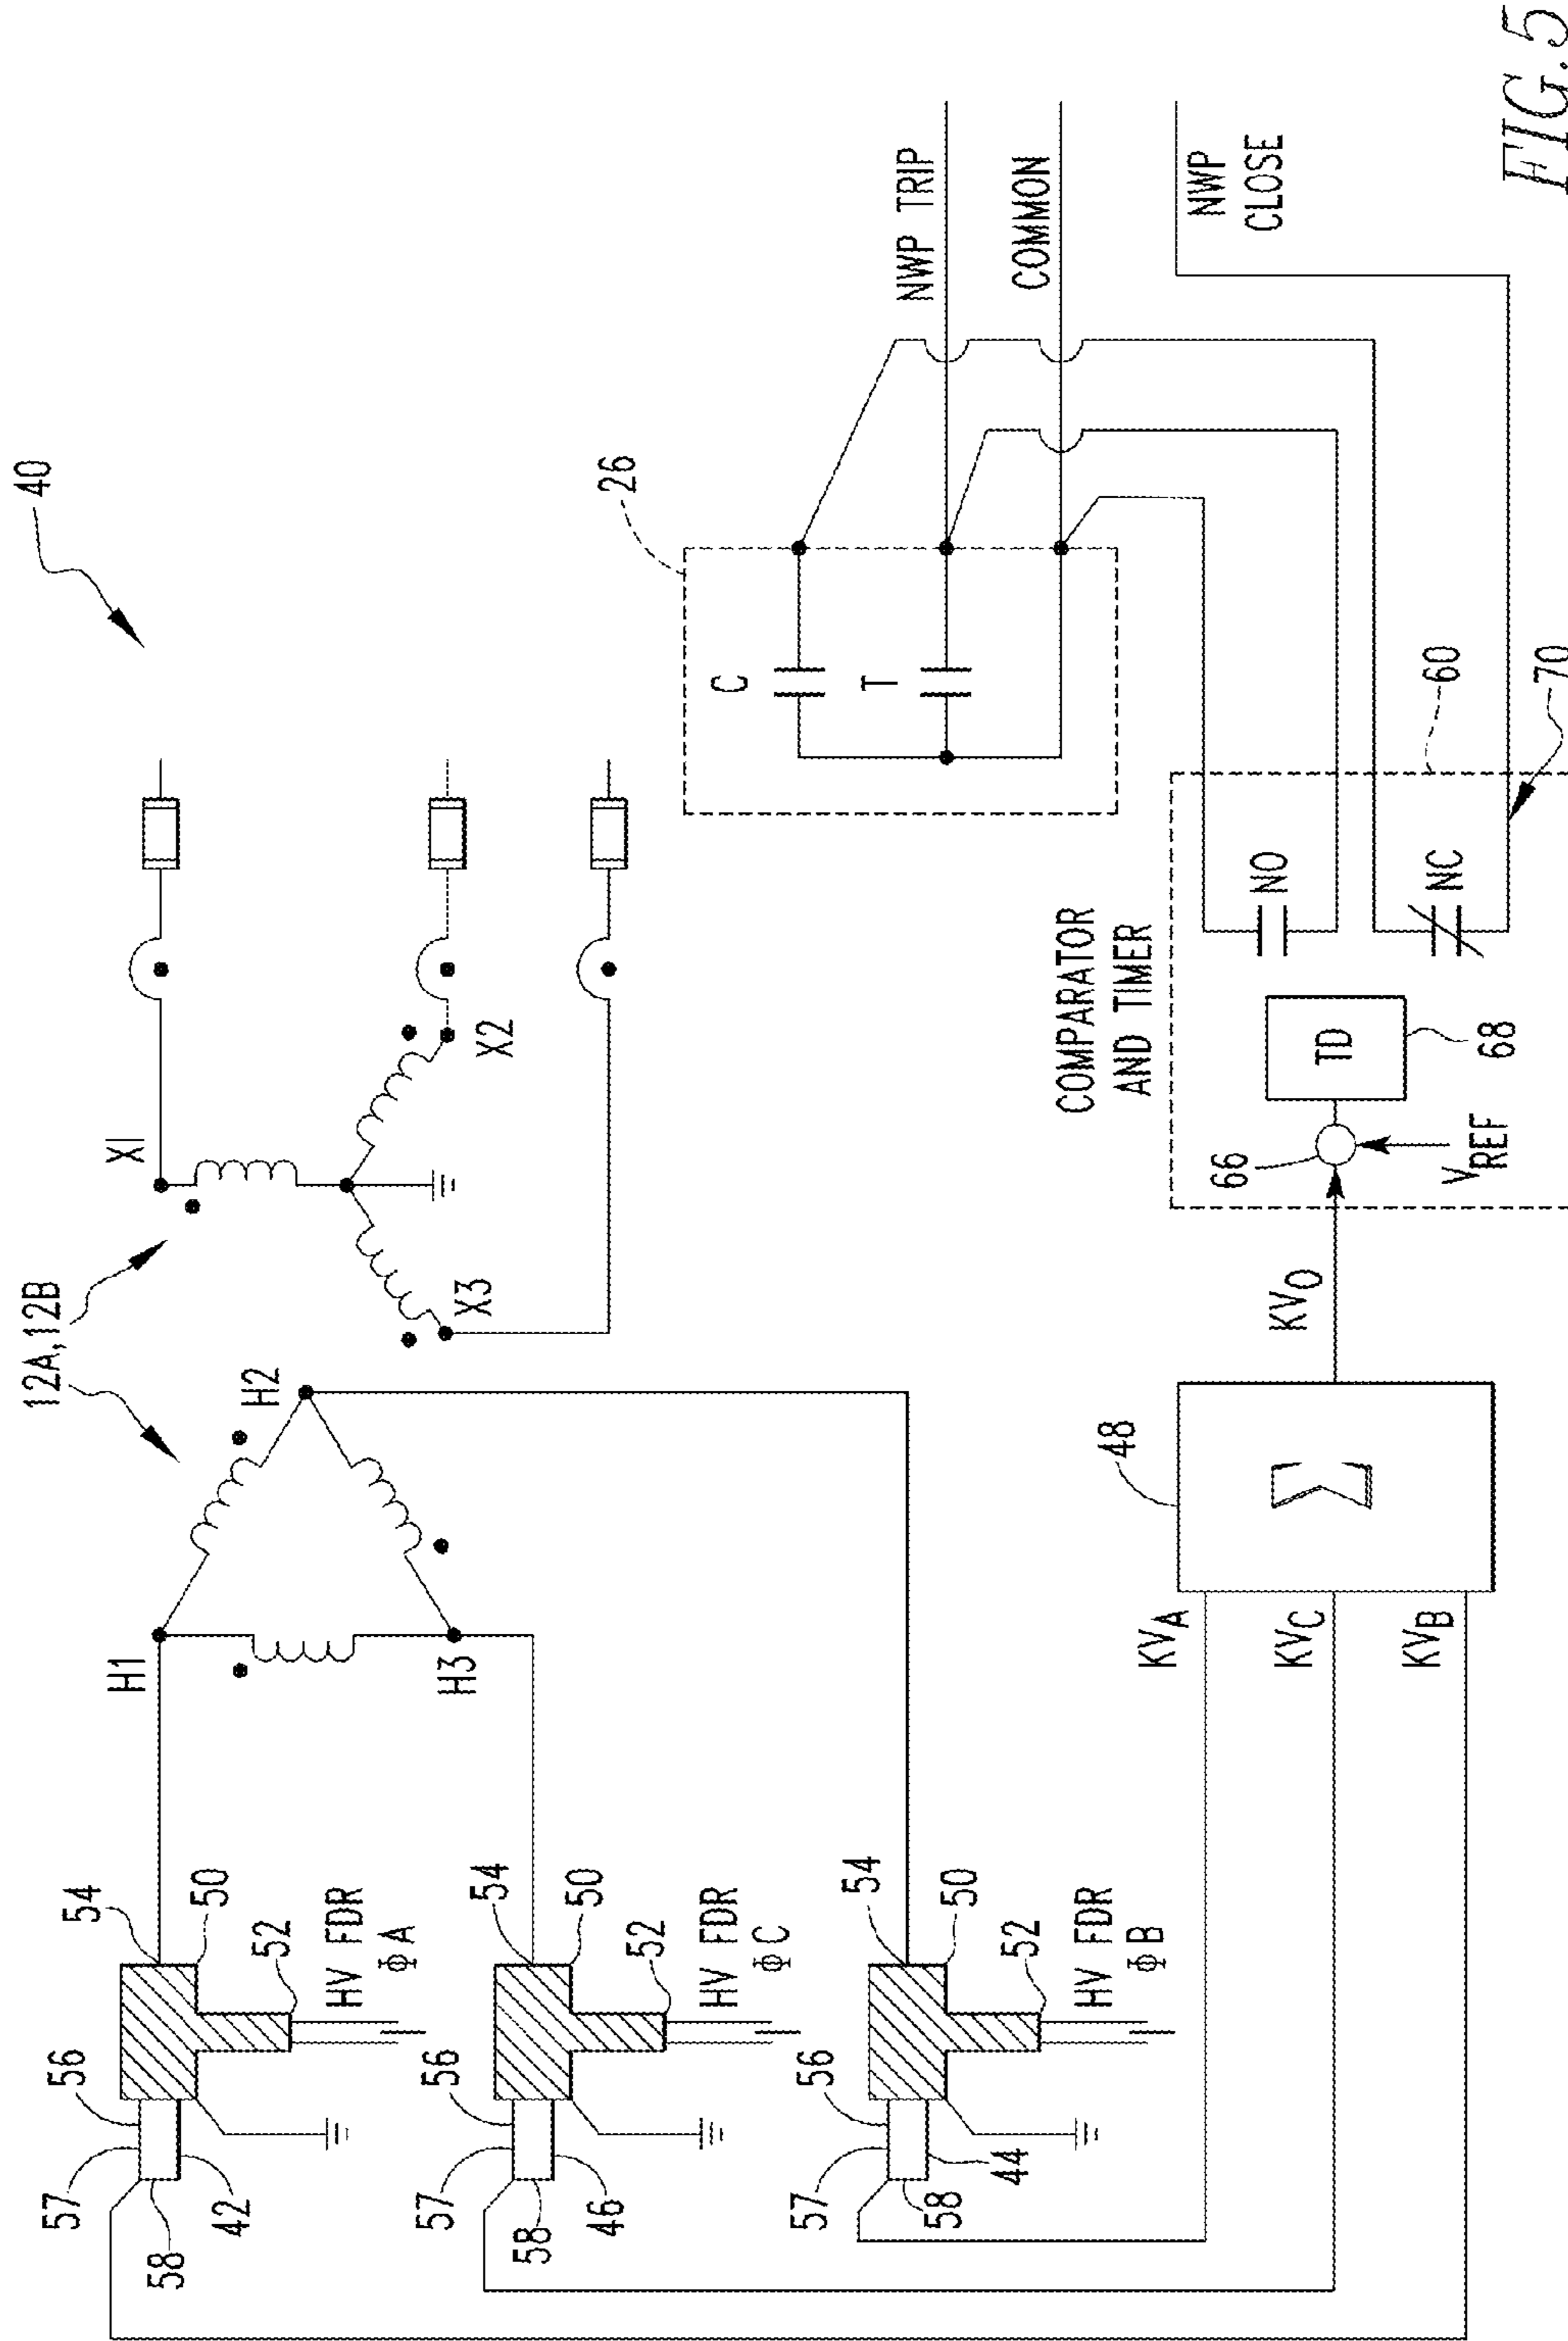 40
12A,12B
H1
H2
H3
X1
X2
X3
57
56
54
50
58
42
52
HV FDR
ΦA
57
56
54
50
58
46
52
HV FDR
ΦC
57
56
54
50
58
44
52
HV FDR
ΦB
26
C
T
NWP TRIP
COMMON
NWP
CLOSE
COMPARATOR
AND TIMER
KVA
KVC
KVB
48
Σ
KVO
66
VREF
TD
68
NO
NC
60
70
FIG.5